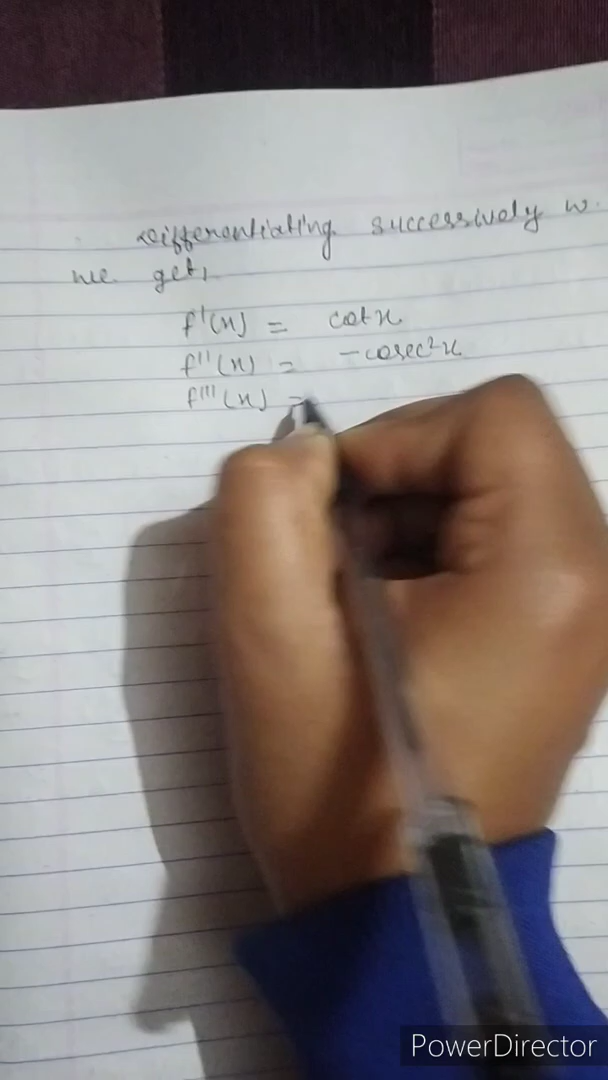 Differentiating successively w.
we get,
f'(x) = cot x
f''(x) = -cosec²x
f'''(x) =
PowerDirector